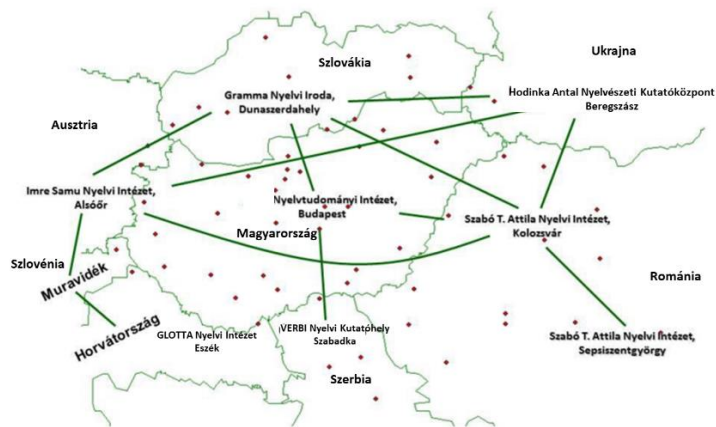 Ukrajna
Szlovákia
Gramma Nyelvi Iroda,
Dunaszerdahely
Hodinka Antal Nyelvészeti Kutatóközpont
Beregszász
Ausztria
Imre Samu Nyelvi Intézet,
Alsóőr
Nyelvtudományi Intézet,
Budapest
Szabó T. Attila Nyelvi Intézet,
Kolozsvár
Magyarország
Szlovénia
Muravidék
Románia
Horvátország
GLOTTA Nyelvi Intézet
Eszék
VERBI Nyelvi Kutatóhely
Szabadka
Szabó T. Attila Nyelvi Intézet,
Sepsiszentgyörgy
Szerbia